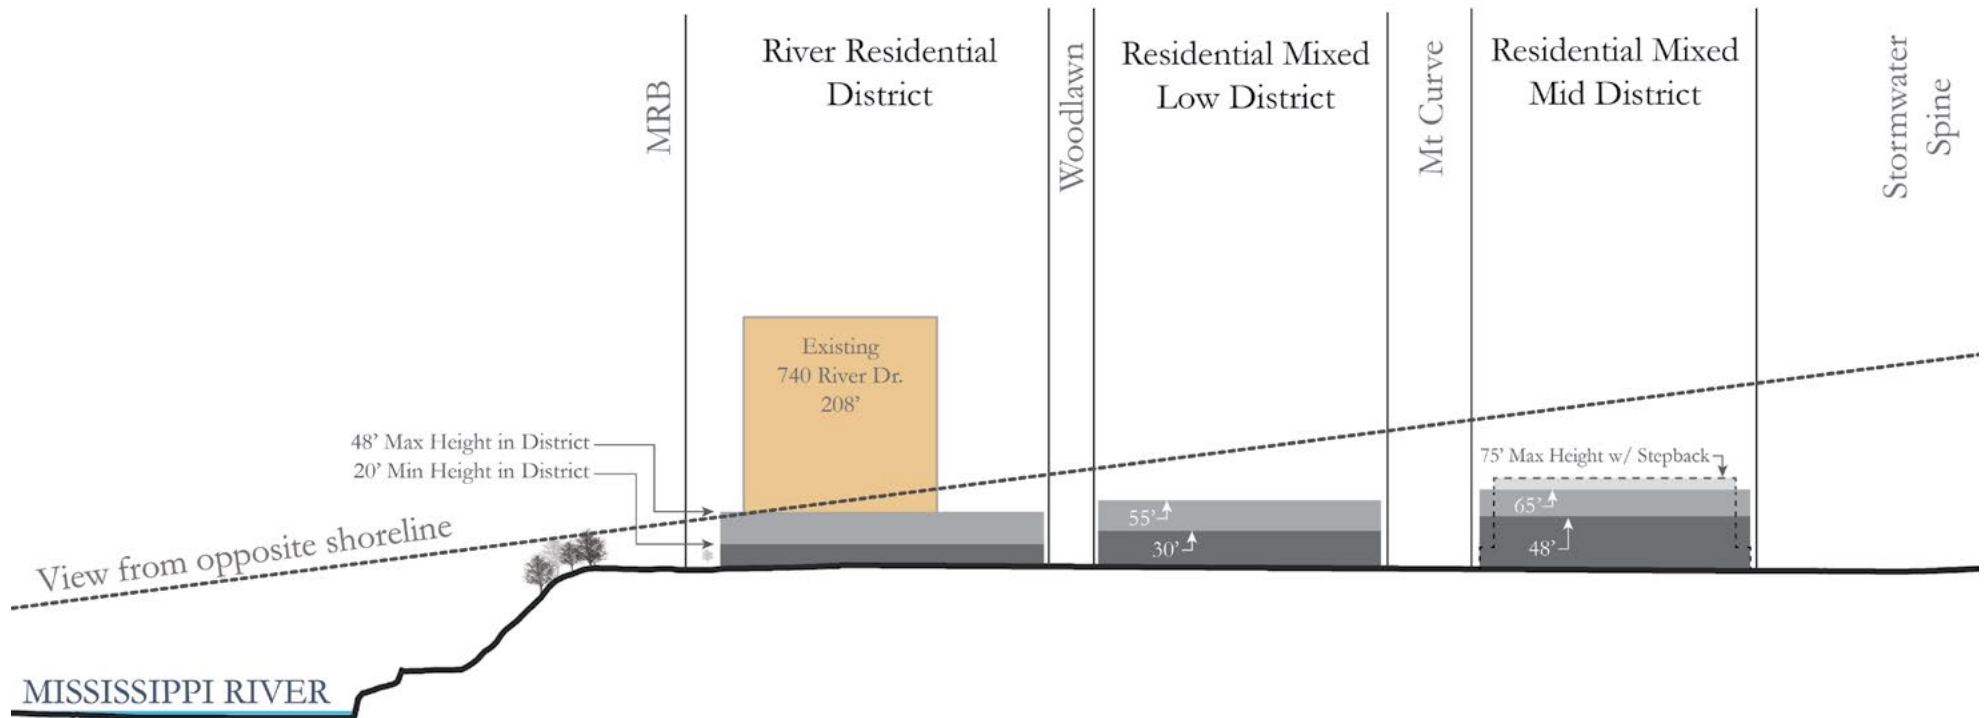 River Residential
District
Residential Mixed
Low District
Residential Mixed
Mid District
MRB
Woodlawn
Mt Curve
Stormwater
Spine
Existing
740 River Dr.
208'
48' Max Height in District
20' Min Height in District
75' Max Height w/ Stepback
55'
30'
65'
48'
View from opposite shoreline
MISSISSIPPI RIVER